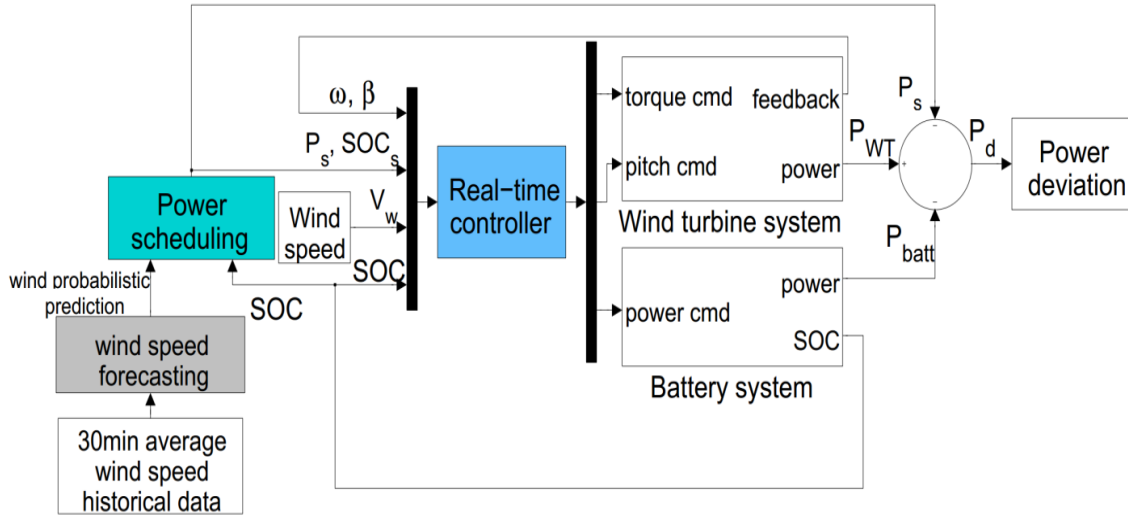 ω, β
P_s, SOC_s
V_w
SOC
Power
scheduling
Wind
speed
wind probabilistic
prediction
SOC
wind speed
forecasting
30min average
wind speed
historical data
Real−time
controller
torque cmd
feedback
pitch cmd
power
Wind turbine system
power
power cmd
SOC
Battery system
P_s
P_WT
P_batt
−
+
−
P_d
Power
deviation